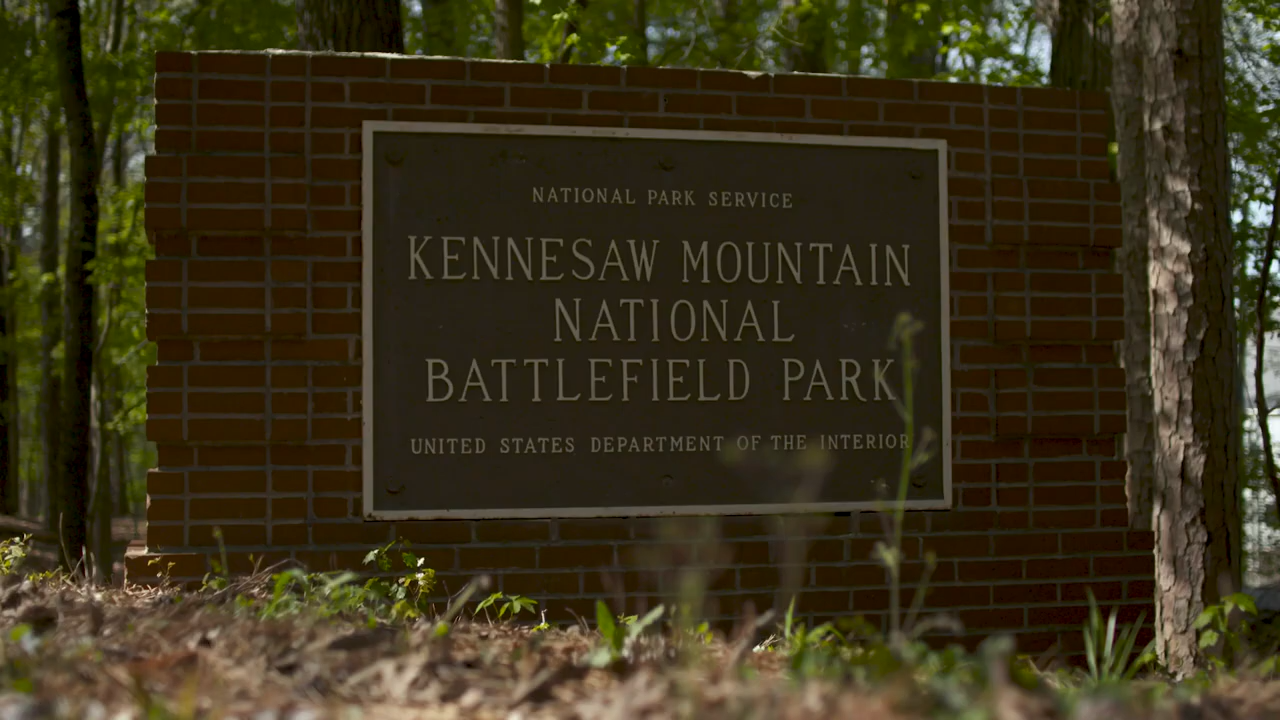 NATIONAL PARK SERVICE
KENNESAW MOUNTAIN
NATIONAL
BATTLEFIELD PARK
UNITED STATES DEPARTMENT OF THE INTERIOR